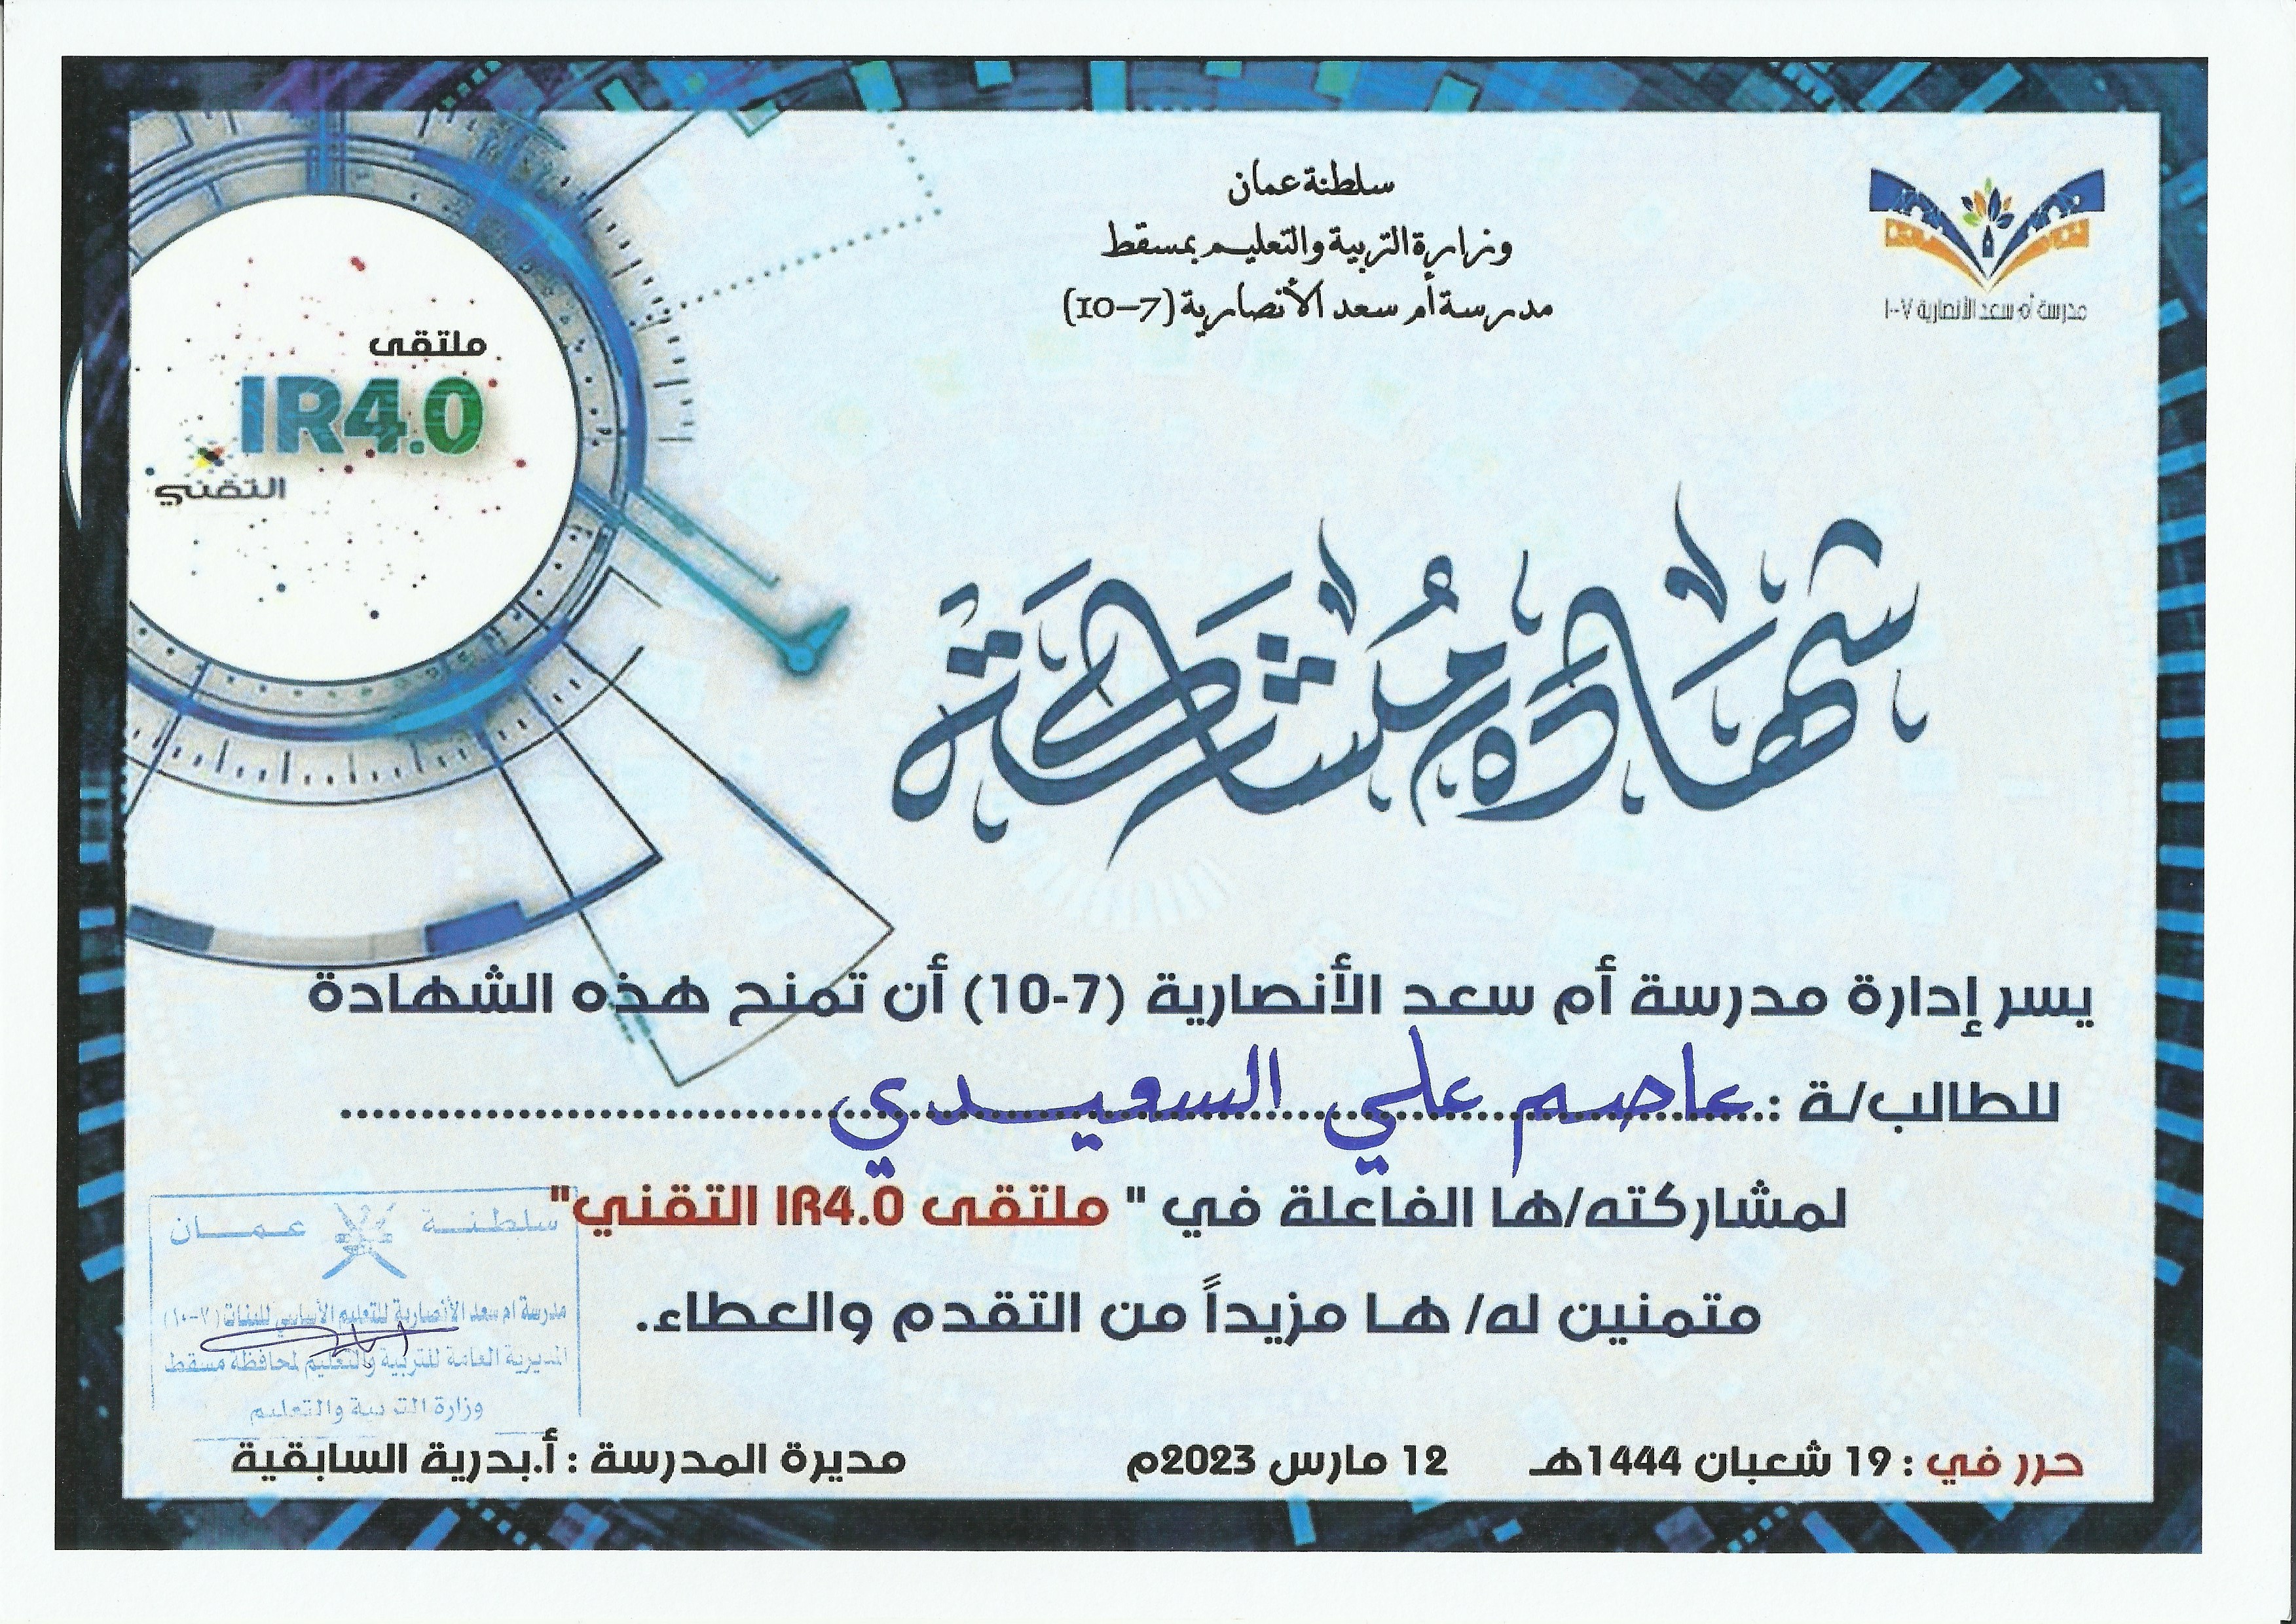 سلطنة عمان
وزارة التربية والتعليم بمسقط
مدرسة أم سعد الأنصارية (7-10)
مدرسة أم سعد الأنصارية ٧-١٠
ملتقى
IR4.0
التقني
شهادة مُشاركة
يسر إدارة مدرسة أم سعد الأنصارية (7-10) أن تمنح هذه الشهادة
للطالب/ة : عاصم علي السعيدي
لمشاركته/ها الفاعلة في " ملتقى IR4.0 التقني"
متمنين له/ ها مزيداً من التقدم والعطاء.
سلطنة عمان
مدرسة ام سعد الأنصارية للتعليم الأساسي للبنات (٧-١٠)
المديرية العامة للتربية والتعليم لمحافظة مسقط
وزارة التربية والتعليم
حرر في : 19 شعبان 1444هـ 12 مارس 2023م مديرة المدرسة : أ.بدرية السابقية